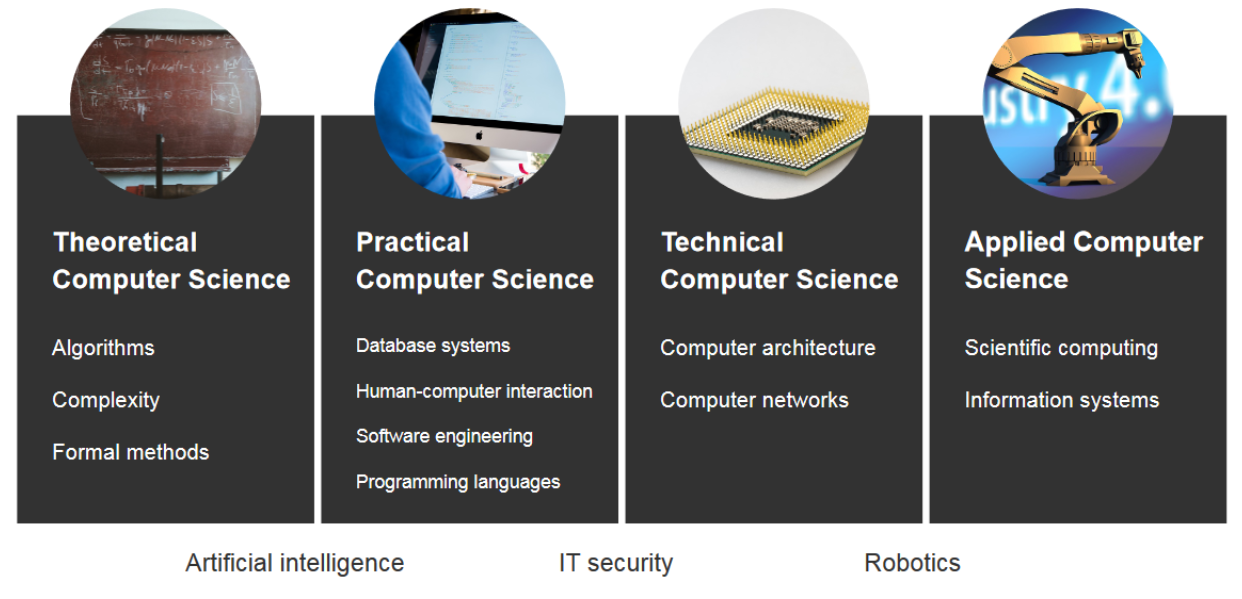 Theoretical
Computer Science
Algorithms
Complexity
Formal methods
Practical
Computer Science
Database systems
Human-computer interaction
Software engineering
Programming languages
Technical
Computer Science
Computer architecture
Computer networks
ustry 4.
Applied Computer
Science
Scientific computing
Information systems
Artificial intelligence
IT security
Robotics